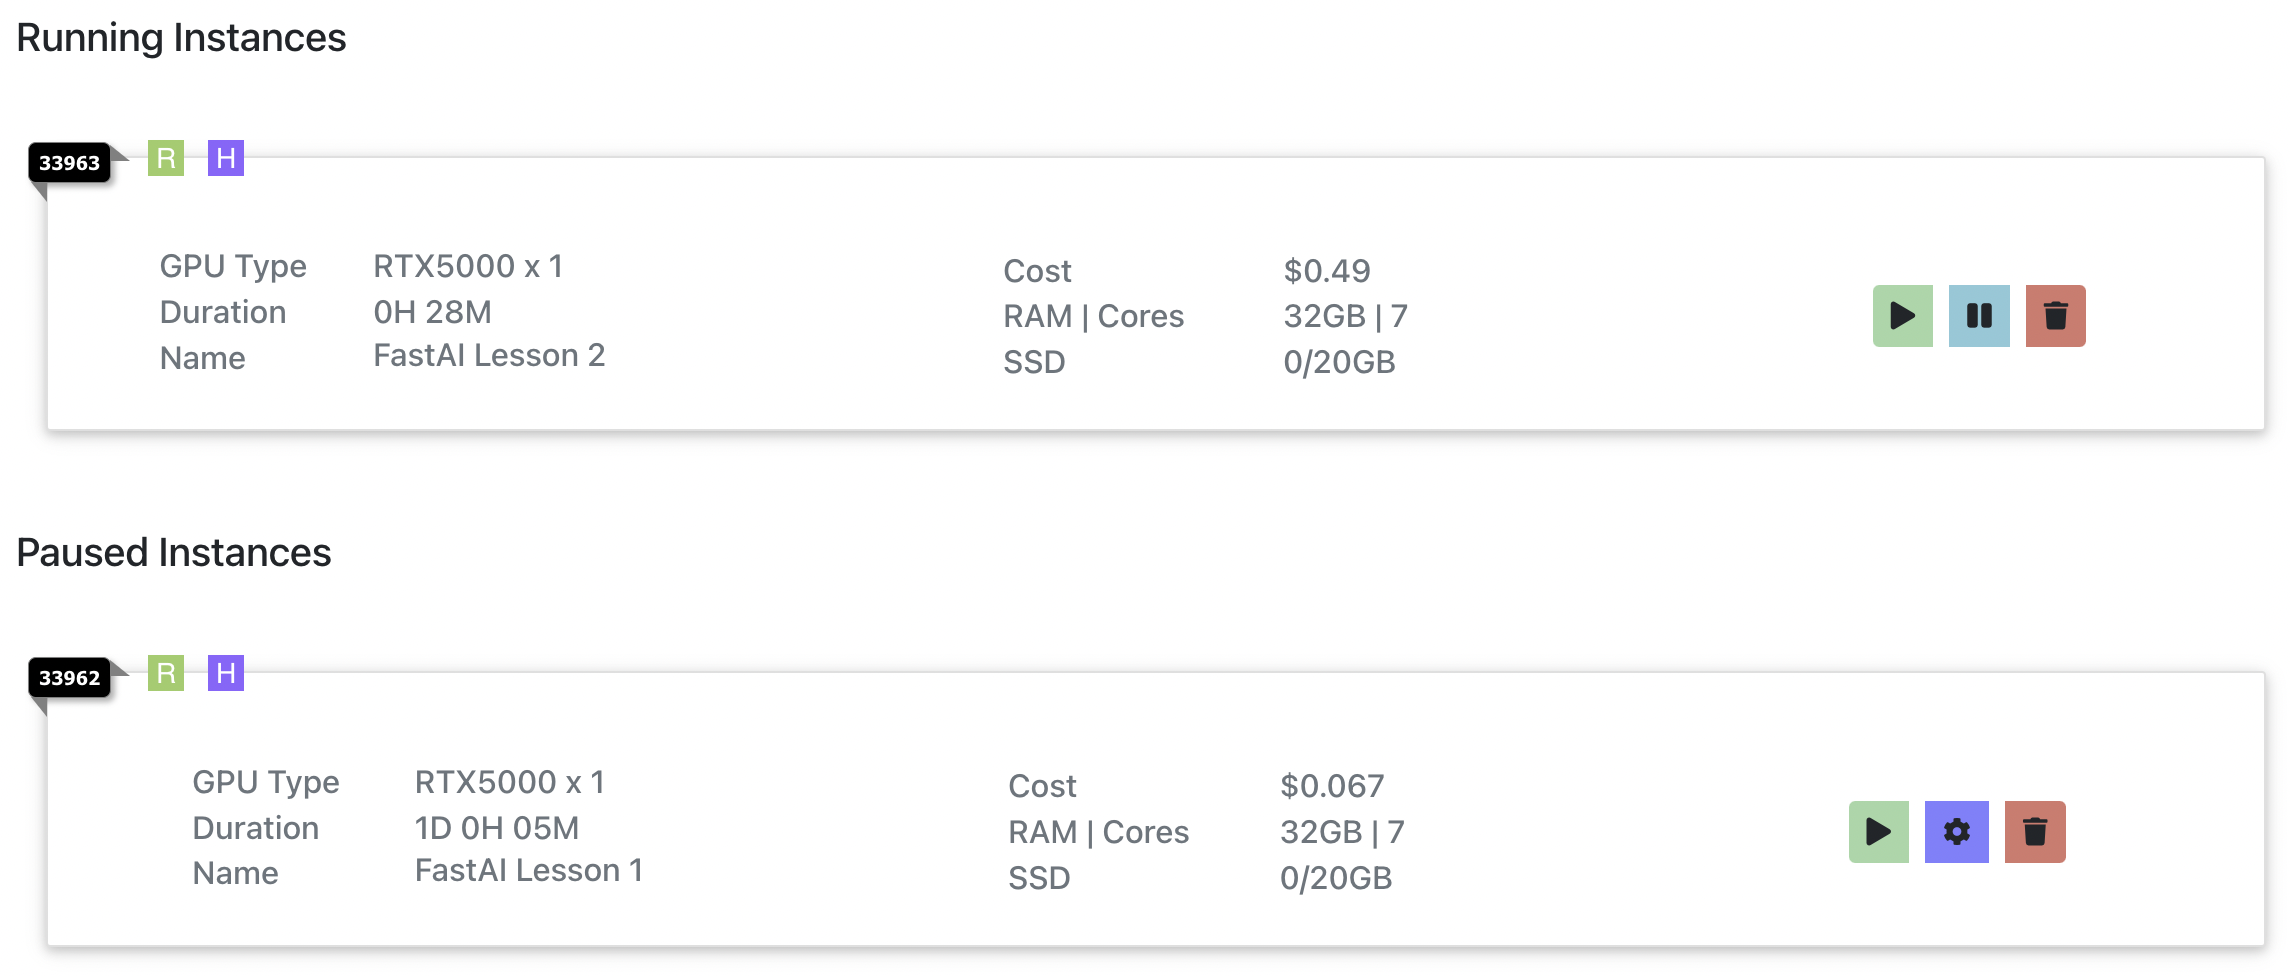 Running Instances
33963 R H
GPU Type RTX5000 x 1 Cost $0.49
Duration 0H 28M RAM | Cores 32GB | 7
Name FastAI Lesson 2 SSD 0/20GB
Paused Instances
33962 R H
GPU Type RTX5000 x 1 Cost $0.067
Duration 1D 0H 05M RAM | Cores 32GB | 7
Name FastAI Lesson 1 SSD 0/20GB